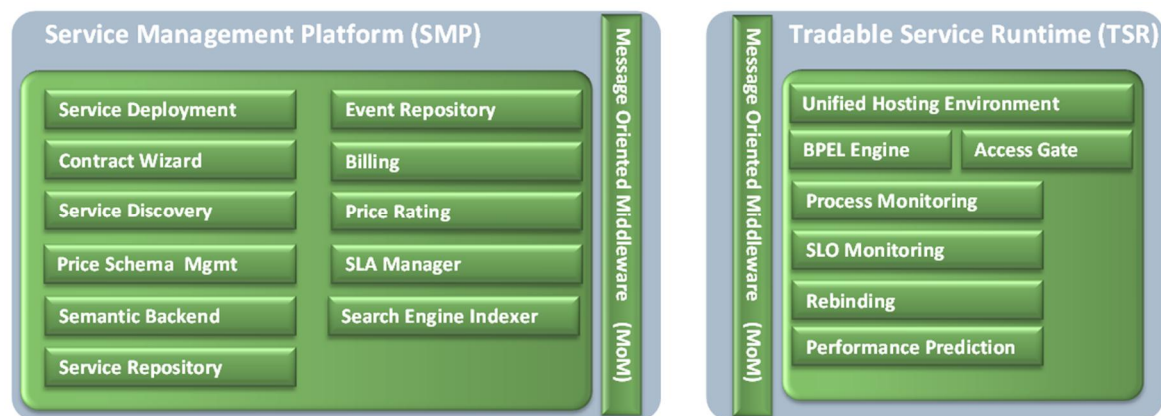 Service Management Platform (SMP)
Service Deployment
Contract Wizard
Service Discovery
Price Schema  Mgmt
Semantic Backend
Service Repository
Event Repository
Billing
Price Rating
SLA Manager
Search Engine Indexer
Message Oriented Middleware (MoM)
Message Oriented Middleware (MoM)
Tradable Service Runtime (TSR)
Unified Hosting Environment
BPEL Engine
Access Gate
Process Monitoring
SLO Monitoring
Rebinding
Performance Prediction